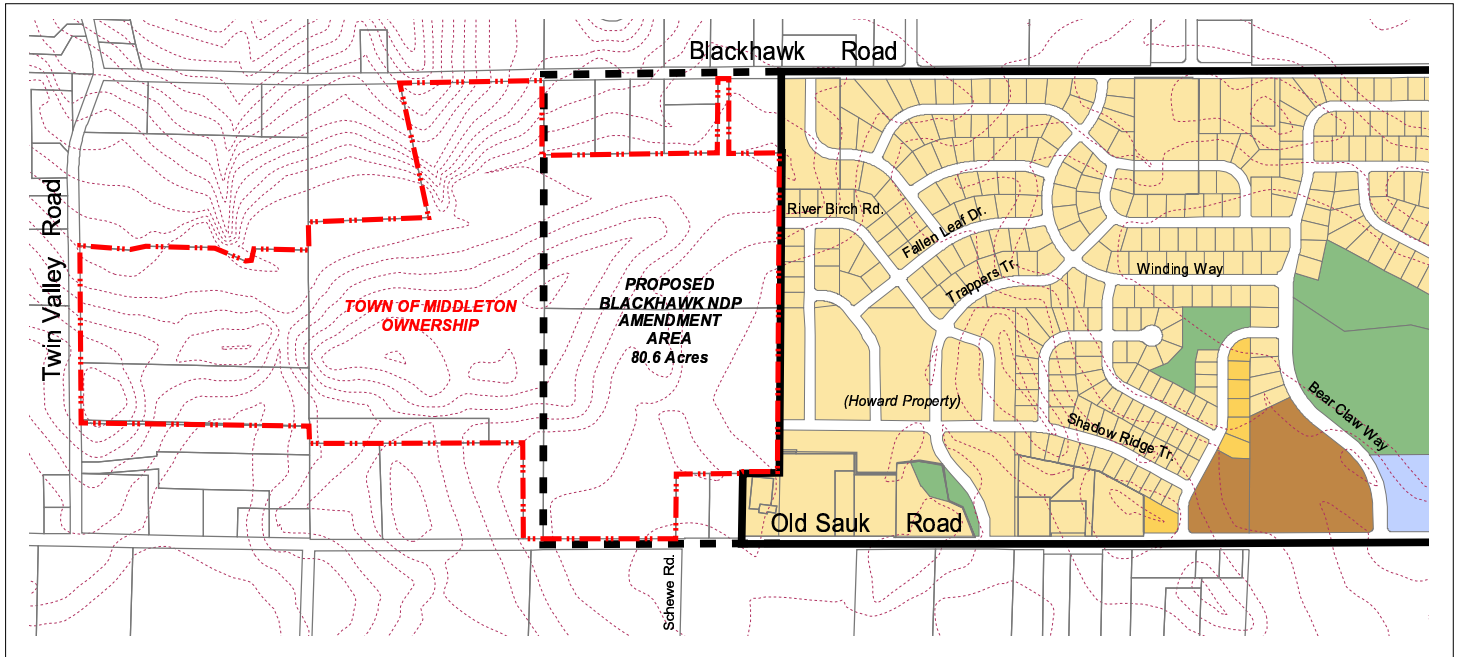 Blackhawk Road
Twin Valley Road
River Birch Rd.
Fallen Leaf Dr.
Trappers Tr.
Winding Way
TOWN OF MIDDLETON
OWNERSHIP
PROPOSED
BLACKHAWK NDP
AMENDMENT
AREA
80.6 Acres
(Howard Property)
Shadow Ridge Tr.
Bear Claw Way
Old Sauk Road
Schewe Rd.